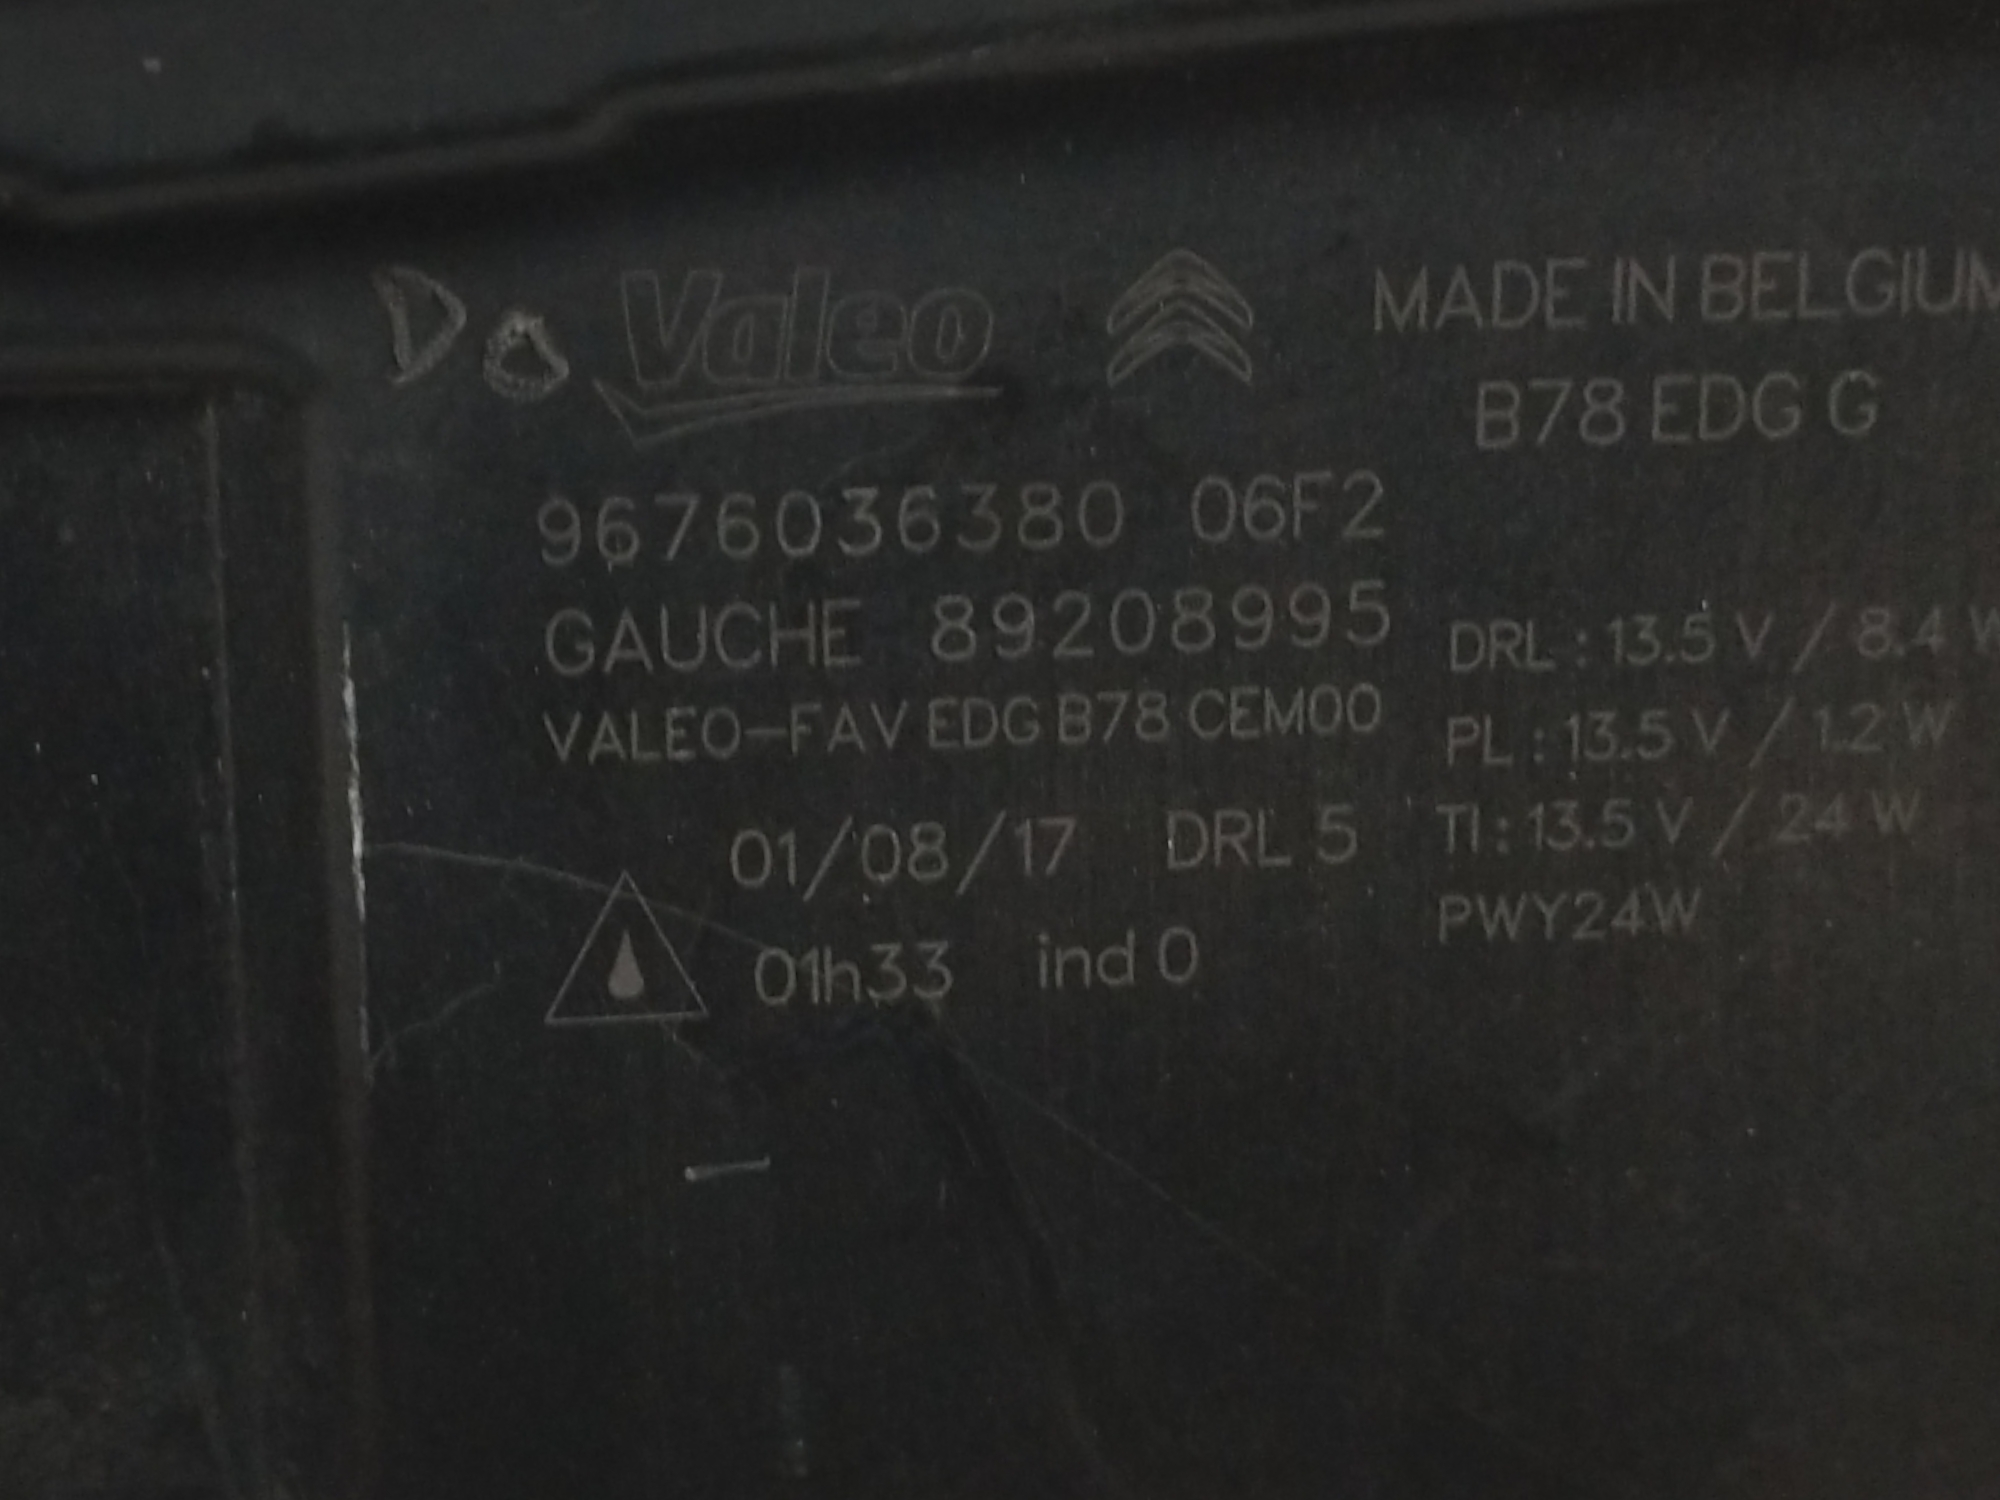 Do Valeo MADE IN BELGIUM
B78 EDG G
9676036380 06F2
GAUCHE 89208995
DRL : 13.5 V / 8.4 W
VALEO-FAV EDG B78 CEM00
PL : 13.5 V / 1.2 W
01/08/17 DRL 5
TI : 13.5 V / 24 W
PWY24W
01h33 ind 0